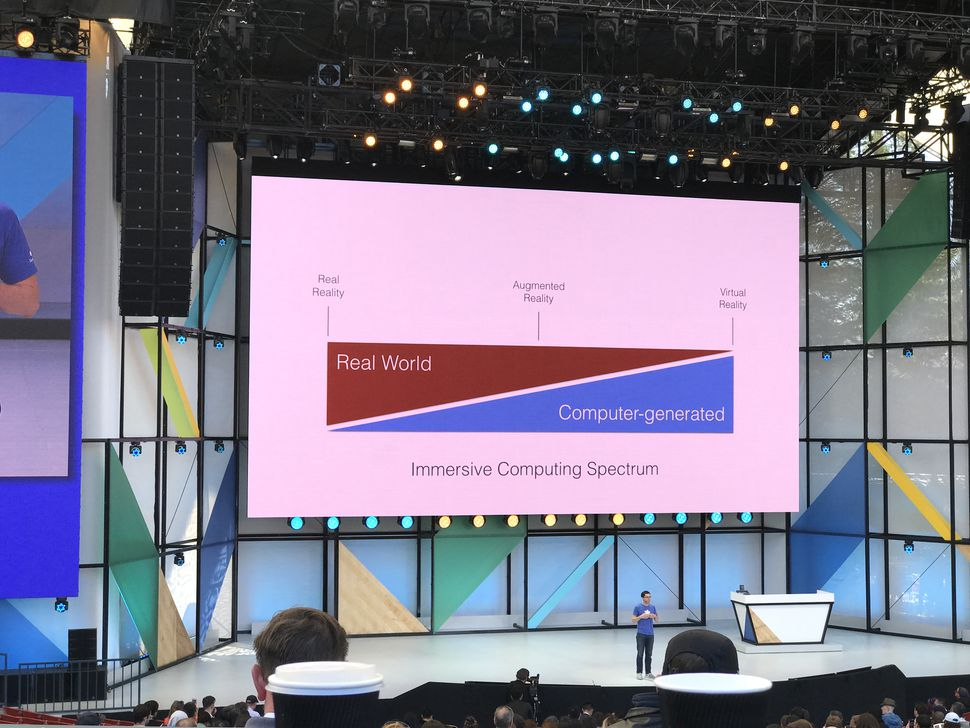 Real
Reality
Augmented
Reality
Virtual
Reality
Real World
Computer-generated
Immersive Computing Spectrum